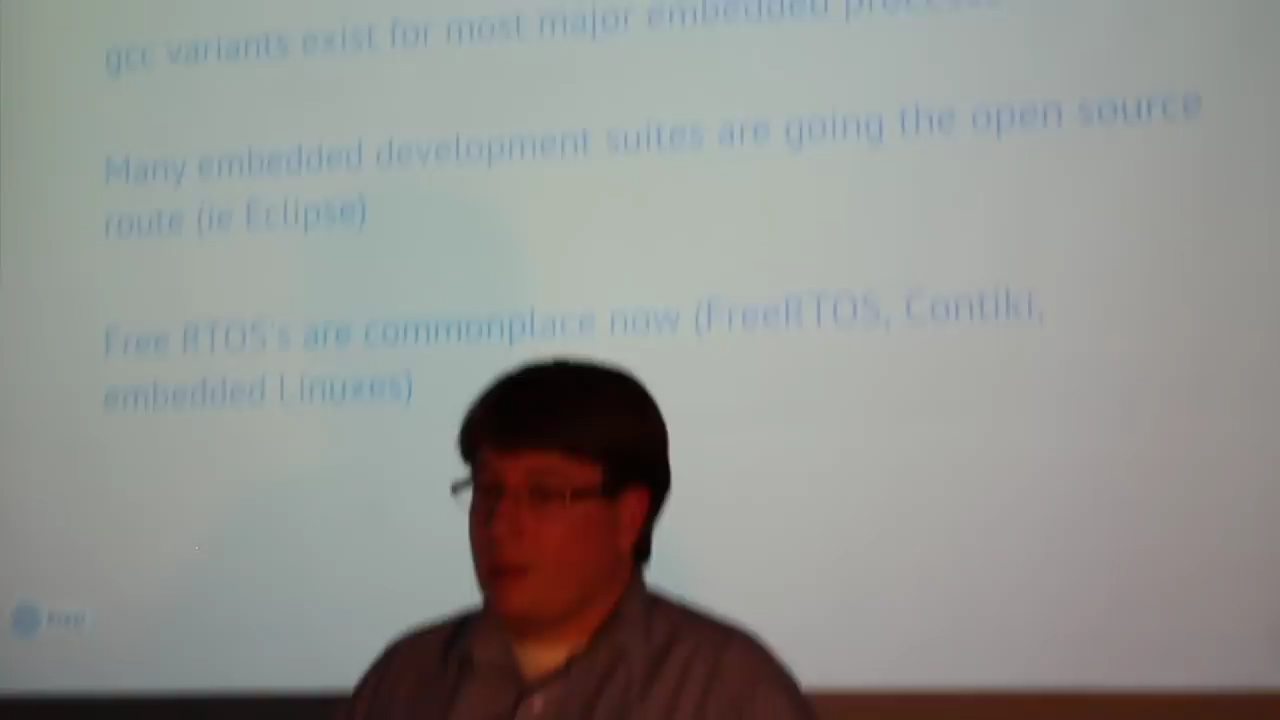 gcc variants exist for most major embedded
Many embedded development suites are going the open source
route (ie Eclipse)
Free RTOS's are commonplace now (FreeRTOS, Contiki,
embedded Linuxes)